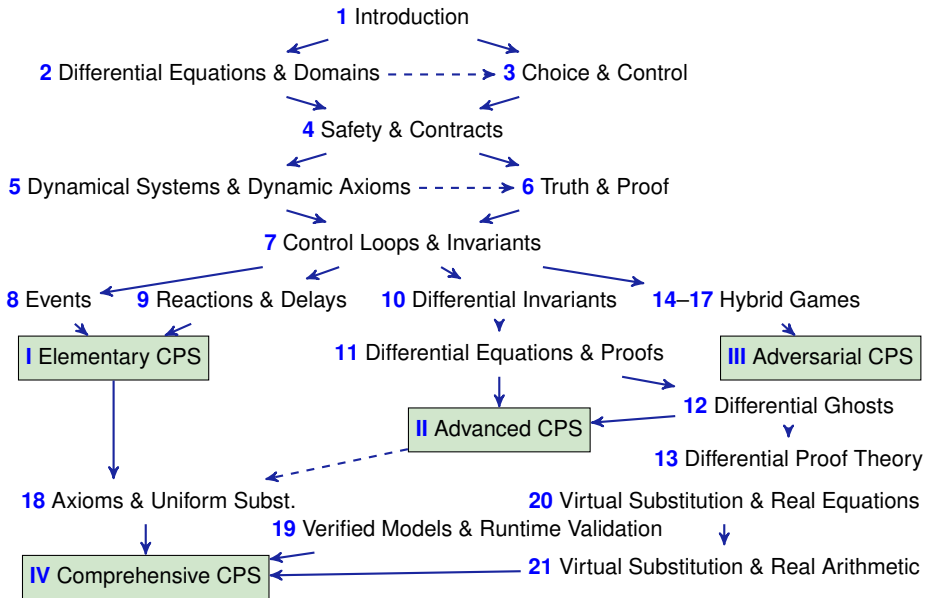 1 Introduction
2 Differential Equations & Domains
3 Choice & Control
4 Safety & Contracts
5 Dynamical Systems & Dynamic Axioms
6 Truth & Proof
7 Control Loops & Invariants
8 Events
9 Reactions & Delays
10 Differential Invariants
14–17 Hybrid Games
I Elementary CPS
11 Differential Equations & Proofs
III Adversarial CPS
12 Differential Ghosts
II Advanced CPS
13 Differential Proof Theory
18 Axioms & Uniform Subst.
20 Virtual Substitution & Real Equations
19 Verified Models & Runtime Validation
IV Comprehensive CPS
21 Virtual Substitution & Real Arithmetic